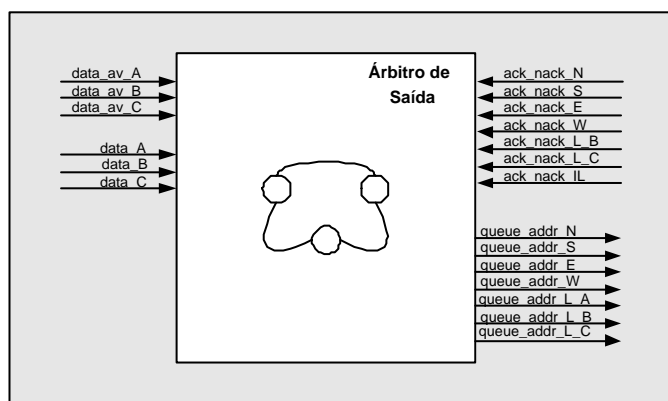 data_av_A
data_av_B
data_av_C
data_A
data_B
data_C
Árbitro de
Saída
ack_nack_N
ack_nack_S
ack_nack_E
ack_nack_W
ack_nack_L_B
ack_nack_L_C
ack_nack_IL
queue_addr_N
queue_addr_S
queue_addr_E
queue_addr_W
queue_addr_L_A
queue_addr_L_B
queue_addr_L_C